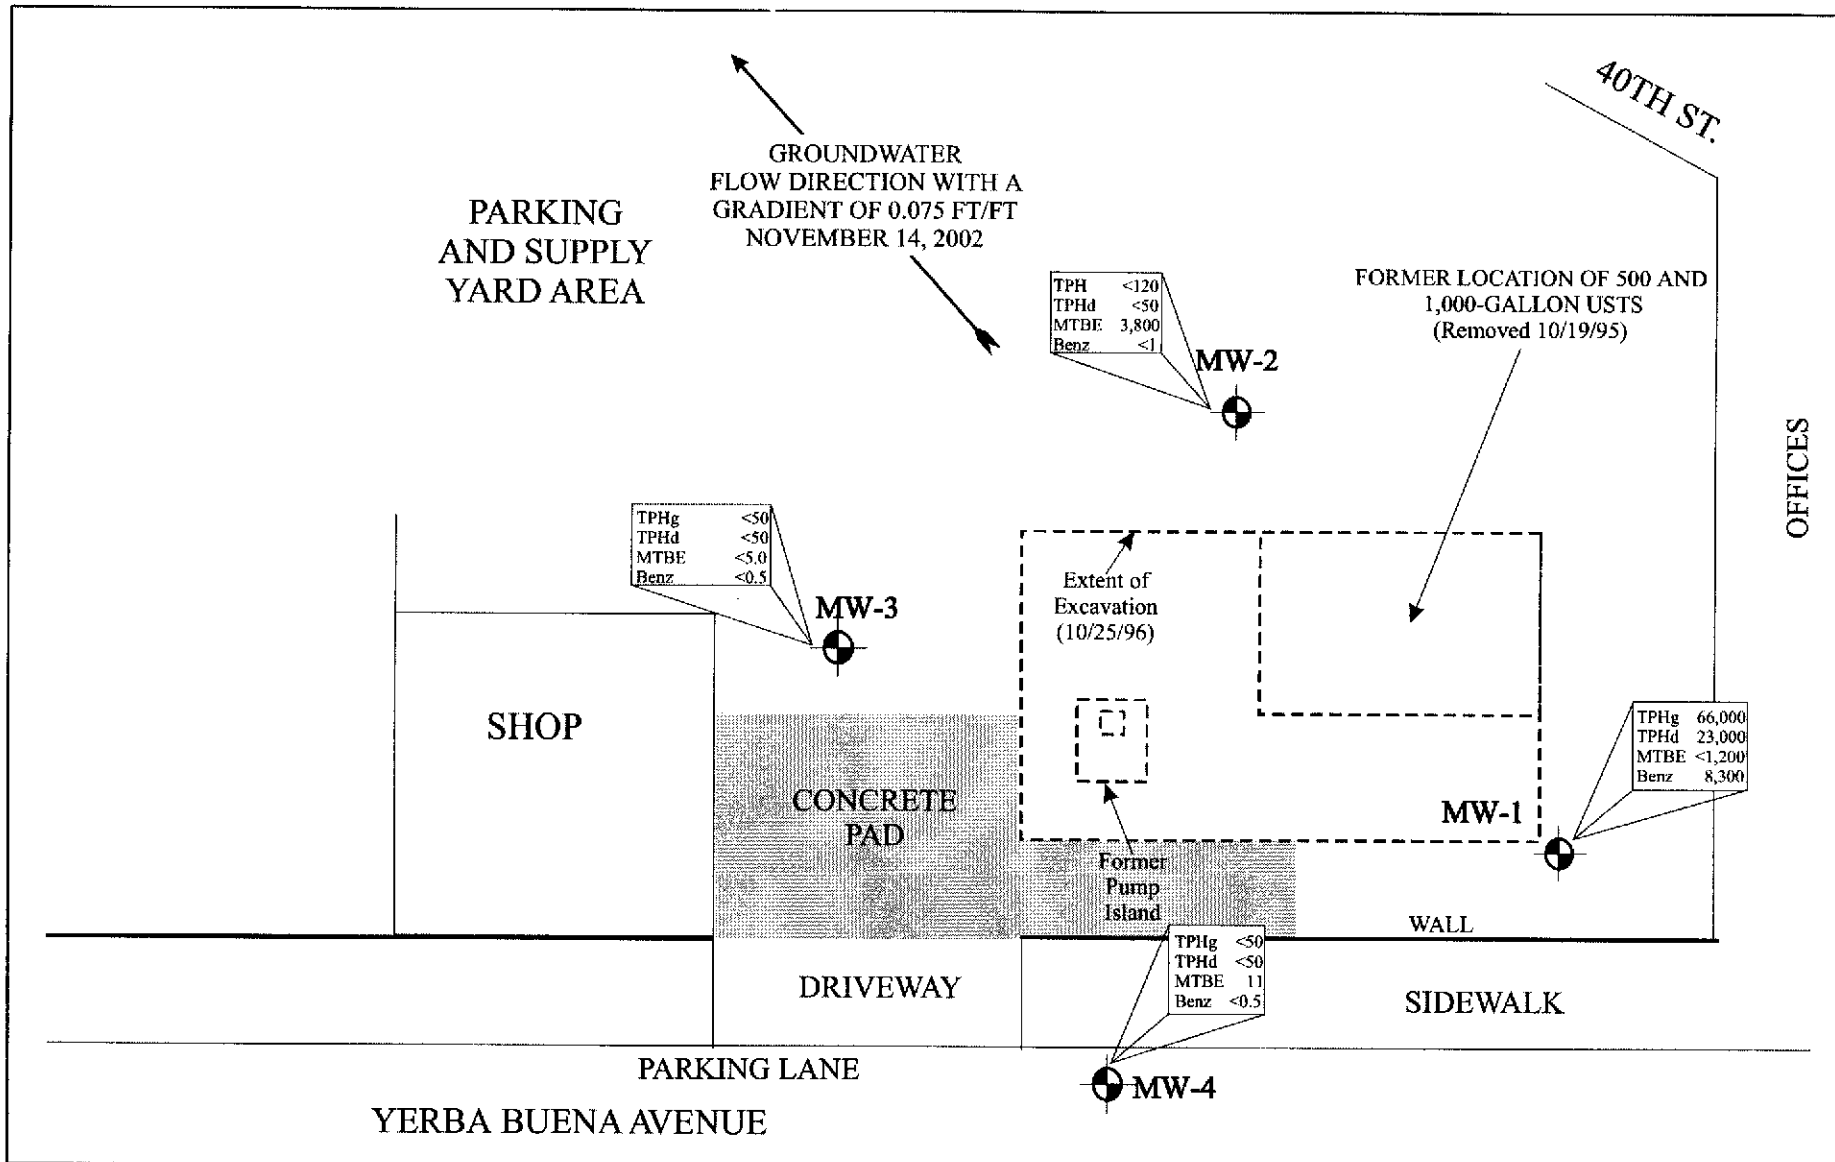 40TH ST.
GROUNDWATER
FLOW DIRECTION WITH A
GRADIENT OF 0.075 FT/FT
NOVEMBER 14, 2002
PARKING
AND SUPPLY
YARD AREA
TPH <120
TPHd <50
MTBE 3,800
Benz <1
MW-2
FORMER LOCATION OF 500 AND
1,000-GALLON USTS
(Removed 10/19/95)
OFFICES
TPHg <50
TPHd <50
MTBE <5.0
Benz <0.5
MW-3
Extent of
Excavation
(10/25/96)
SHOP
CONCRETE
PAD
TPHg 66,000
TPHd 23,000
MTBE <1,200
Benz 8,300
MW-1
Former
Pump
Island
WALL
TPHg <50
TPHd <50
MTBE 11
Benz <0.5
DRIVEWAY
SIDEWALK
PARKING LANE
MW-4
YERBA BUENA AVENUE